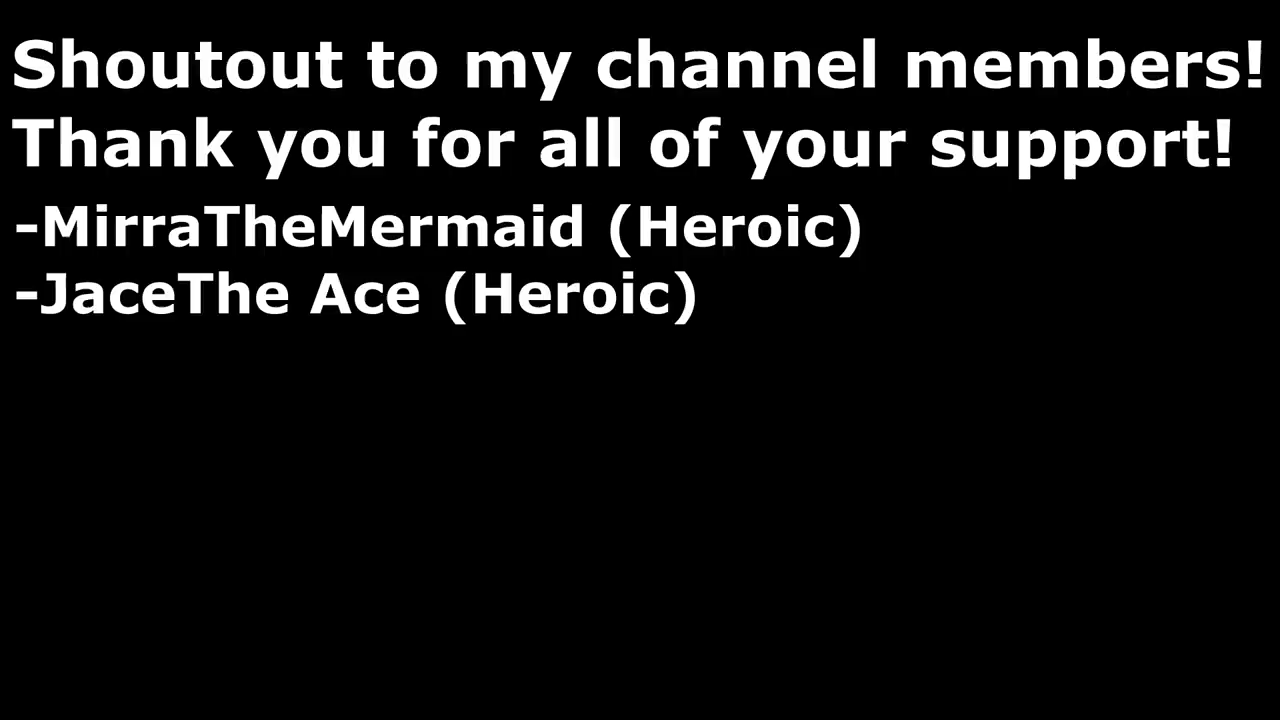 Shoutout to my channel members!
Thank you for all of your support!
-MirraTheMermaid (Heroic)
-JaceThe Ace (Heroic)